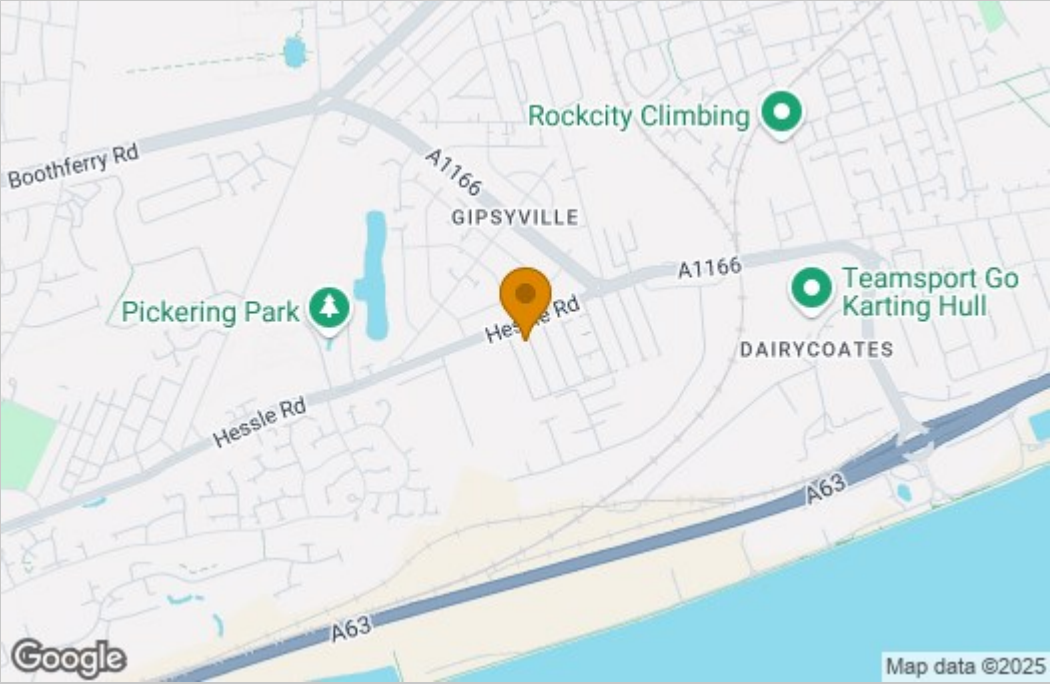 Rockcity Climbing
Boothferry Rd
A1166
GIPSYVILLE
A1166
Teamsport Go
Karting Hull
Pickering Park
Hessle Rd
DAIRYCOATES
Hessle Rd
A63
A63
Google
Map data ©2025